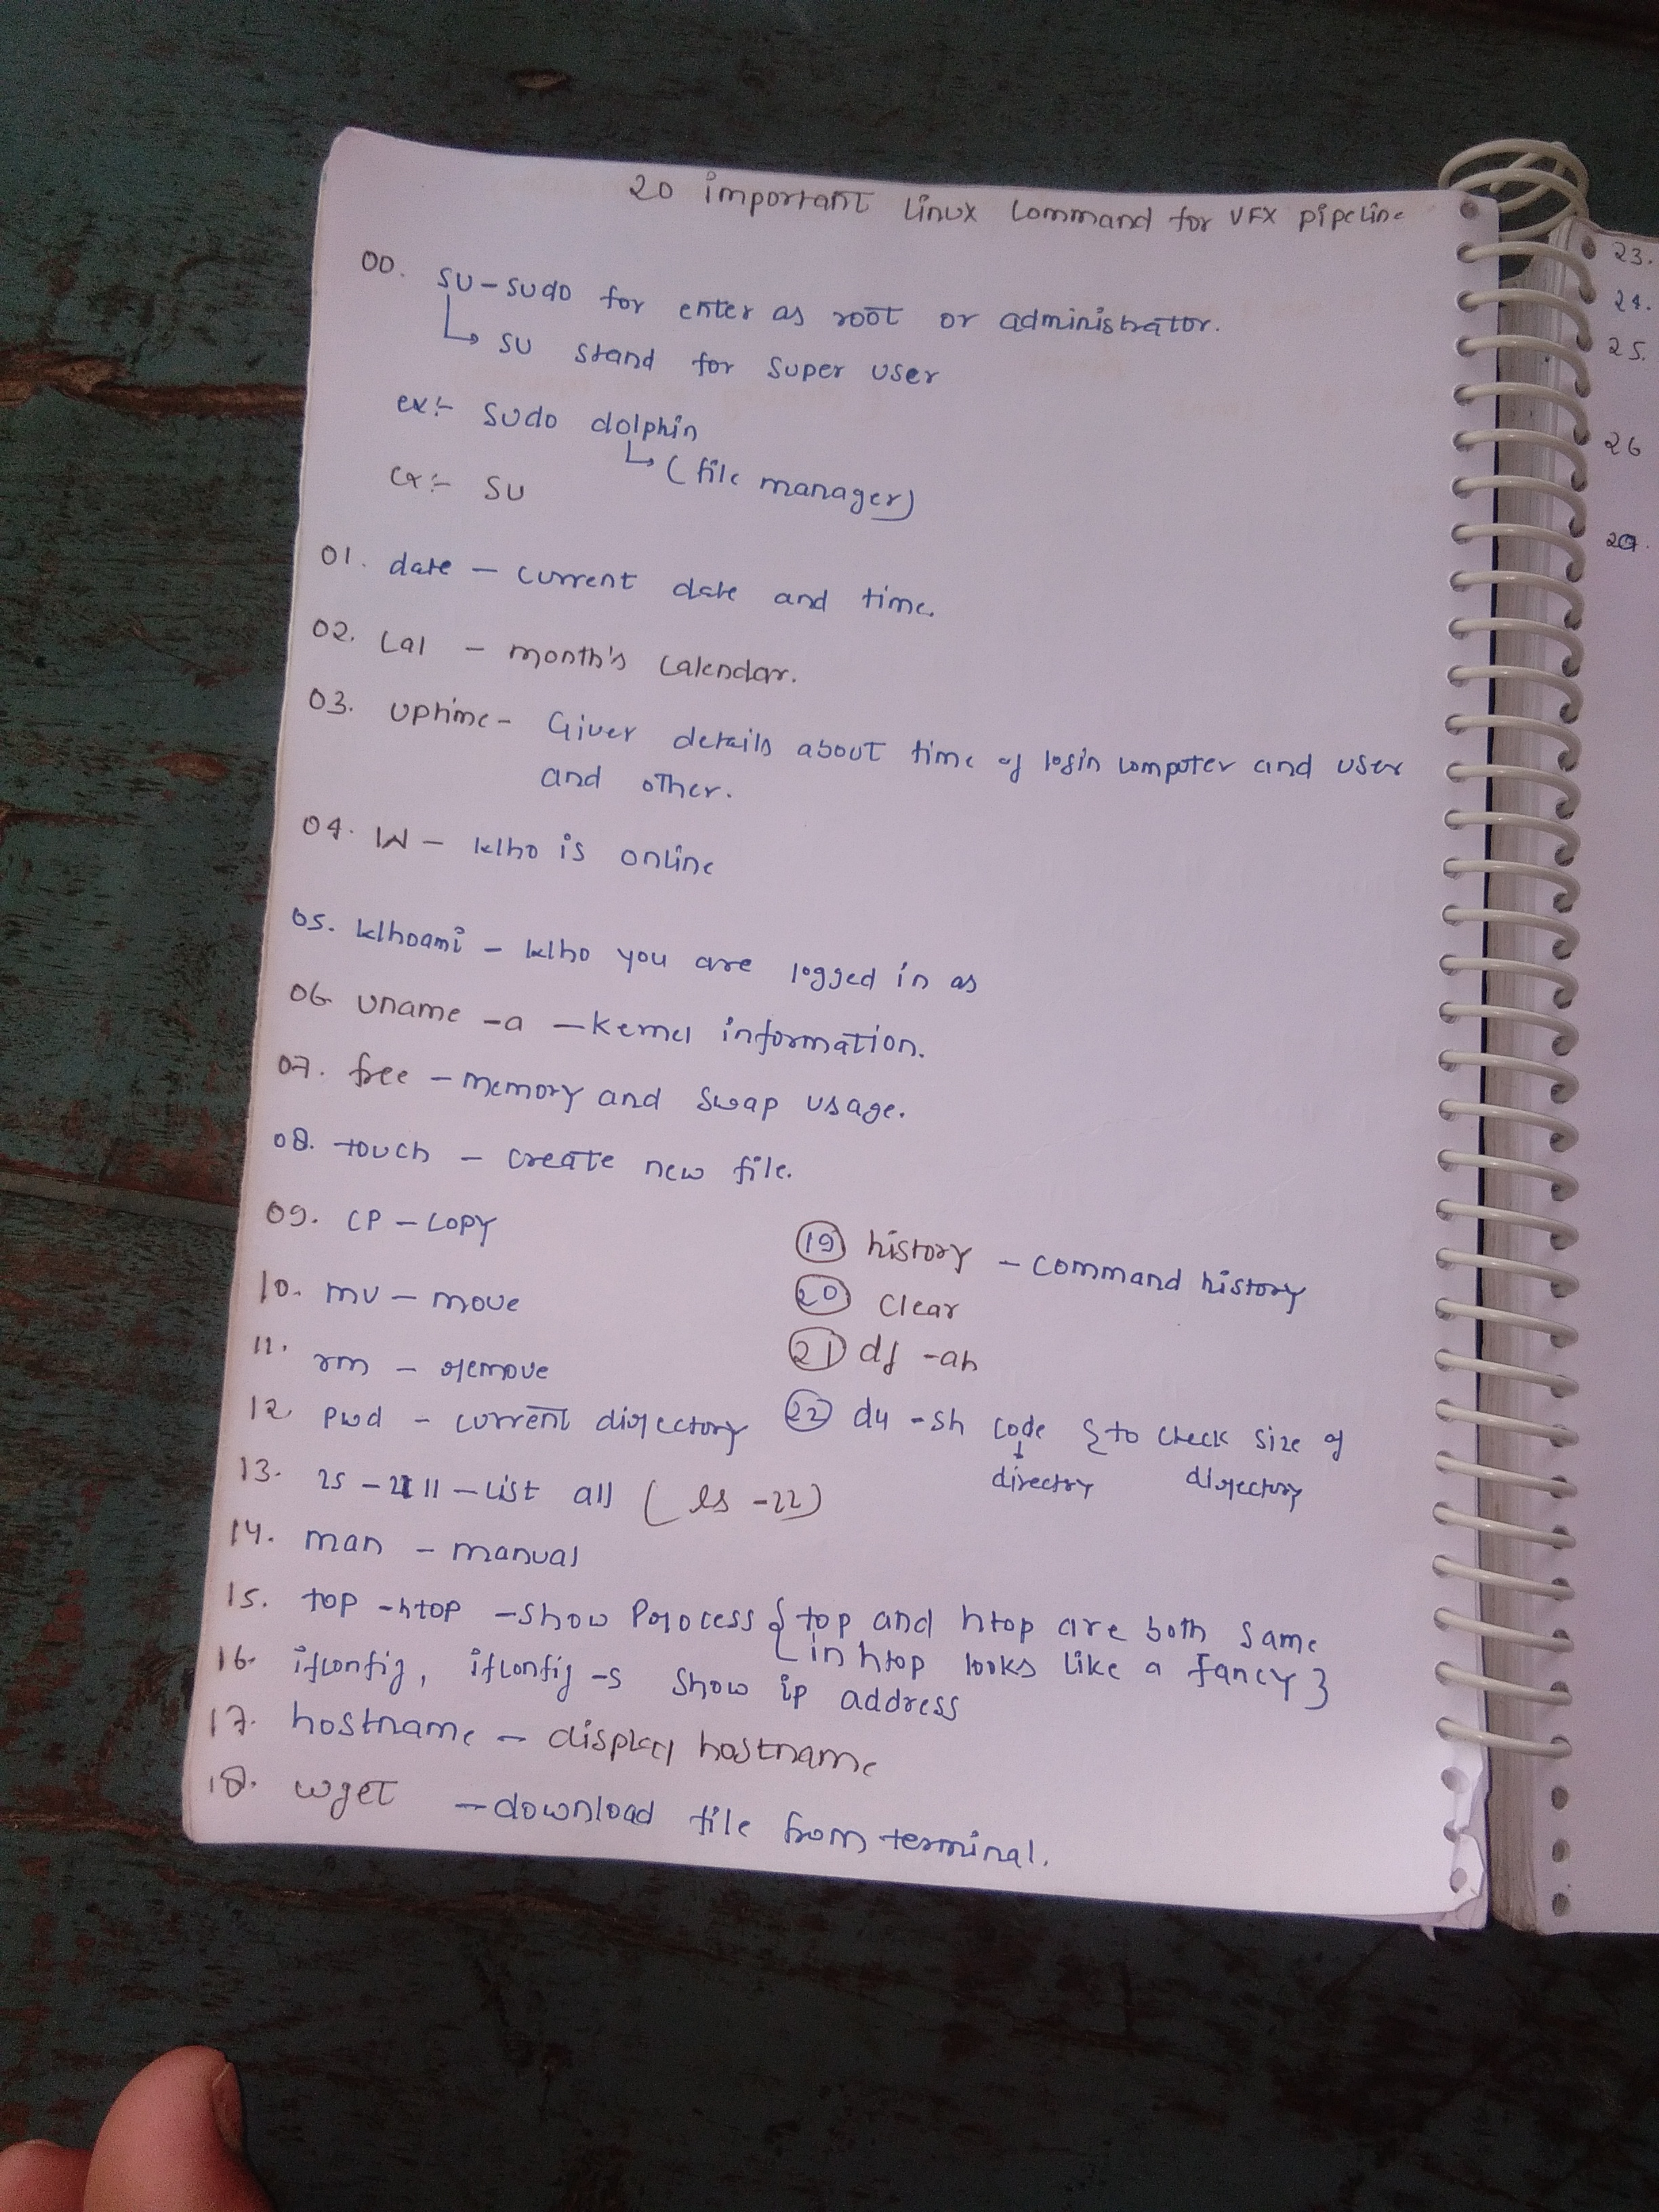 20 important Linux Command for VFX pipeline
00. SU - sudo for enter as root or administrator.
↳ SU stand for super user
ex:- sudo dolphin
↳ (file manager)
ex:- SU
01. date - current date and time.
02. Cal - month's calendar.
03. uptime - Giver details about time of login computer and user
and other.
04. W - Who is online
05. Whoami - Who you are logged in as
06. uname -a - Kernel information.
07. free - memory and swap usage.
08. touch - create new file.
09. CP - Copy
10. mv - move
11. rm - remove
12. pwd - current directory
13. ls - ll - List all (ls -ll)
14. man - manual
15. top - htop - show Process { top and htop are both same
in htop looks like a fancy }
16. ifconfig, ifconfig -s show ip address
17. hostname - display hostname
18. wget - download file from terminal.
19 history - command history
20 clear
21 df -ah
22 du -sh code { to check size of
↓ directory directory
23.
24.
25.
26